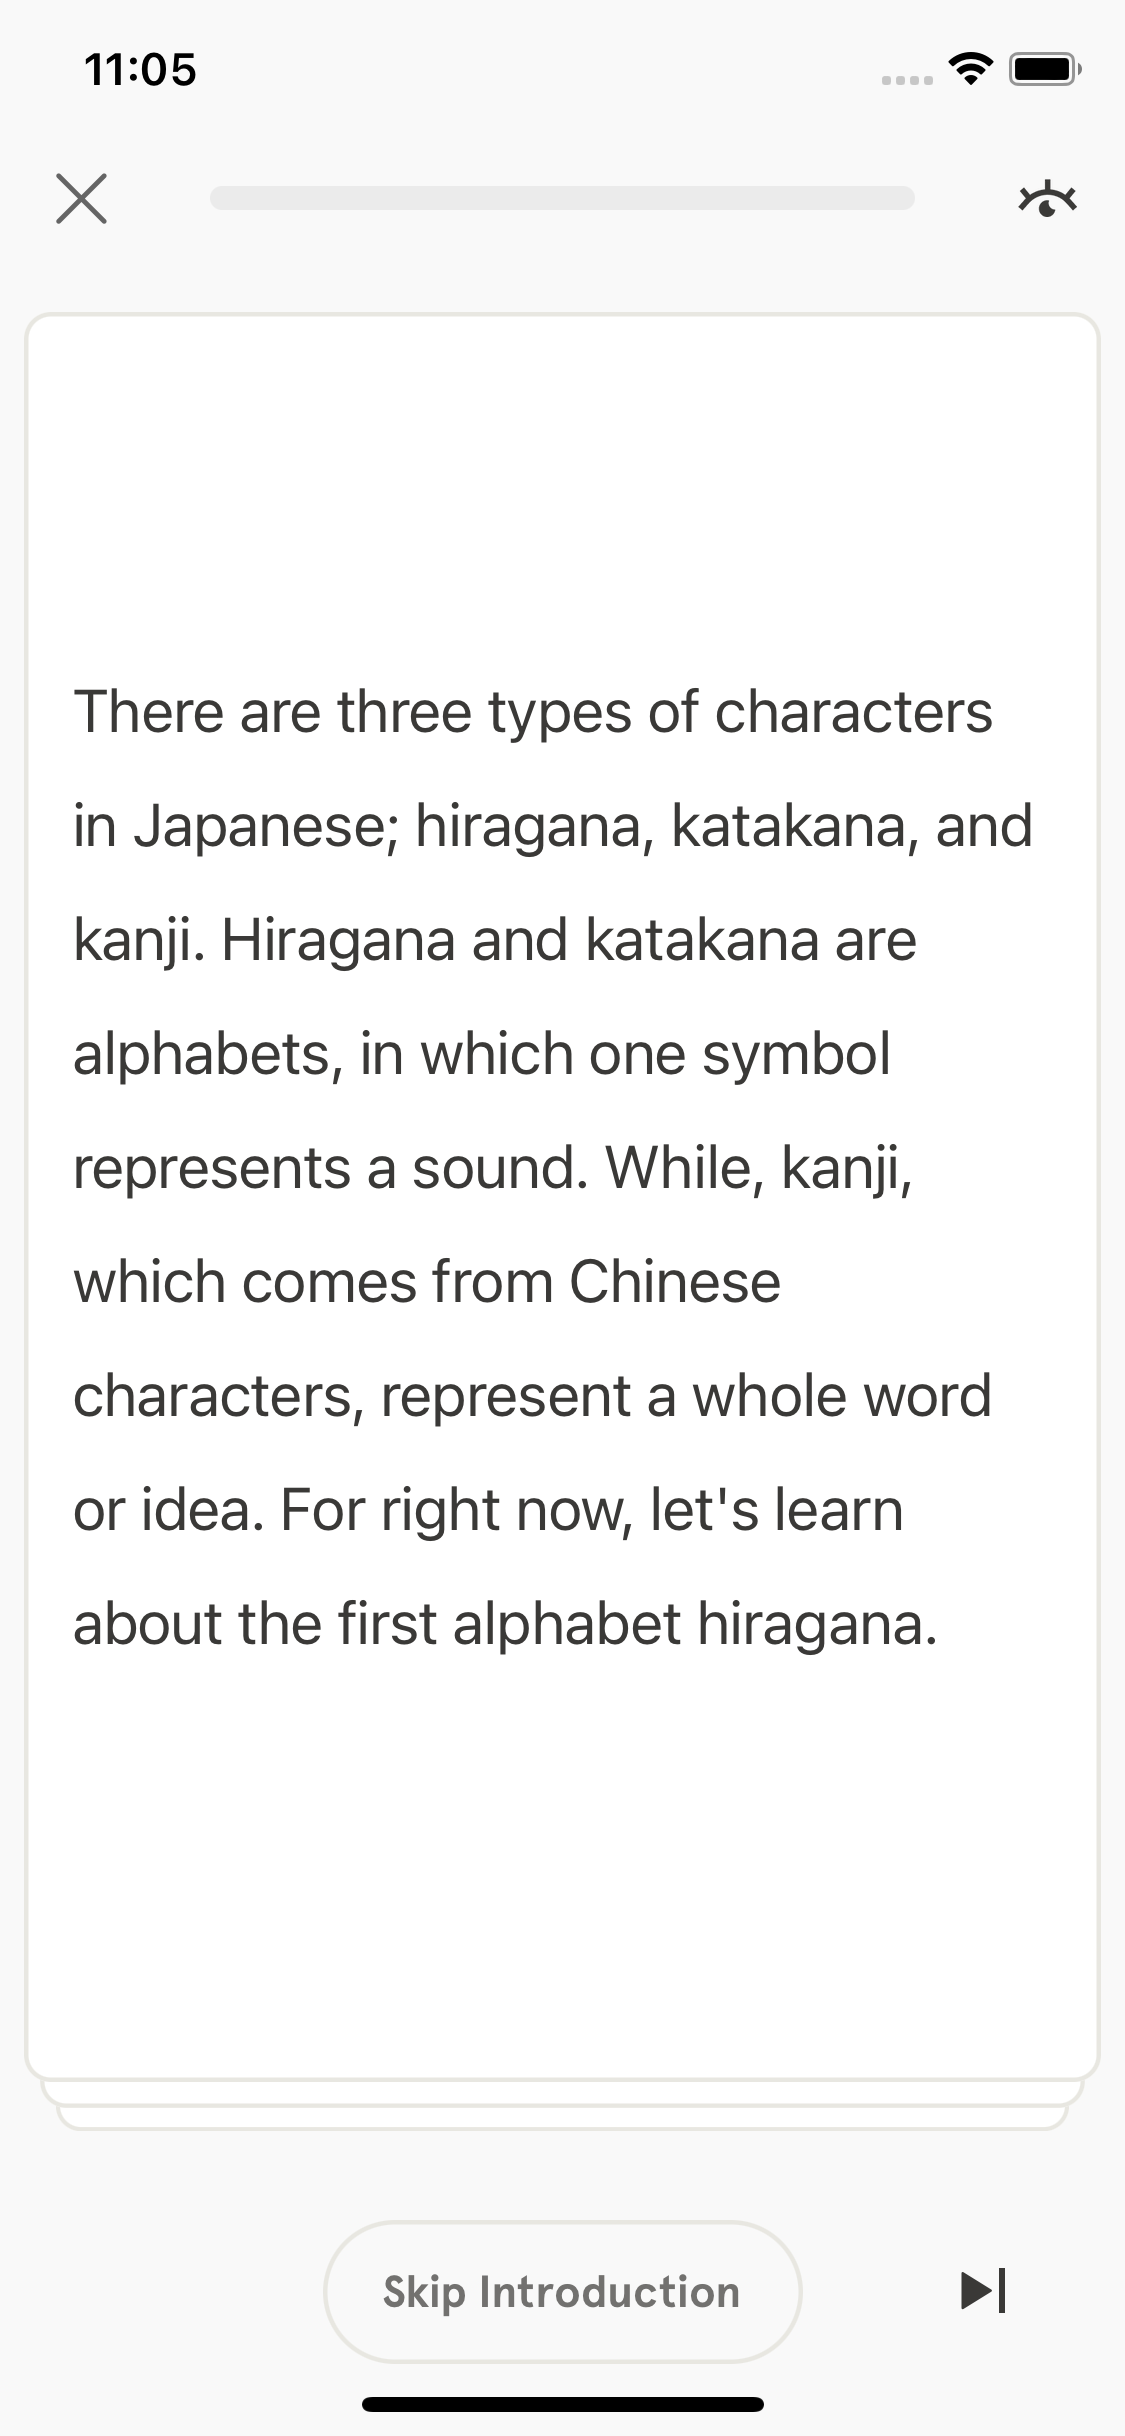 11:05
There are three types of characters
in Japanese; hiragana, katakana, and
kanji. Hiragana and katakana are
alphabets, in which one symbol
represents a sound. While, kanji,
which comes from Chinese
characters, represent a whole word
or idea. For right now, let's learn
about the first alphabet hiragana.
Skip Introduction